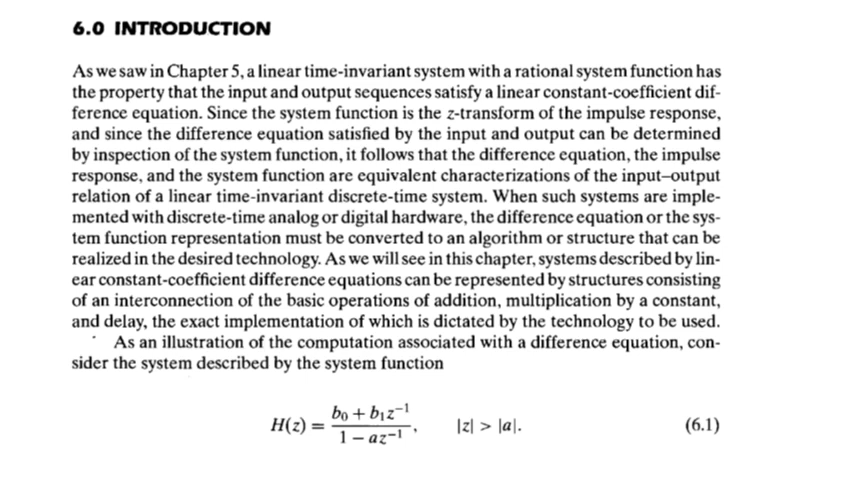 6.0 INTRODUCTION
As we saw in Chapter 5, a linear time-invariant system with a rational system function has
the property that the input and output sequences satisfy a linear constant-coefficient dif-
ference equation. Since the system function is the z-transform of the impulse response,
and since the difference equation satisfied by the input and output can be determined
by inspection of the system function, it follows that the difference equation, the impulse
response, and the system function are equivalent characterizations of the input–output
relation of a linear time-invariant discrete-time system. When such systems are imple-
mented with discrete-time analog or digital hardware, the difference equation or the sys-
tem function representation must be converted to an algorithm or structure that can be
realized in the desired technology. As we will see in this chapter, systems described by lin-
ear constant-coefficient difference equations can be represented by structures consisting
of an interconnection of the basic operations of addition, multiplication by a constant,
and delay, the exact implementation of which is dictated by the technology to be used.
As an illustration of the computation associated with a difference equation, con-
sider the system described by the system function
H(z) = (b₀ + b₁z⁻¹)/(1 − az⁻¹), |z| > |a|. (6.1)